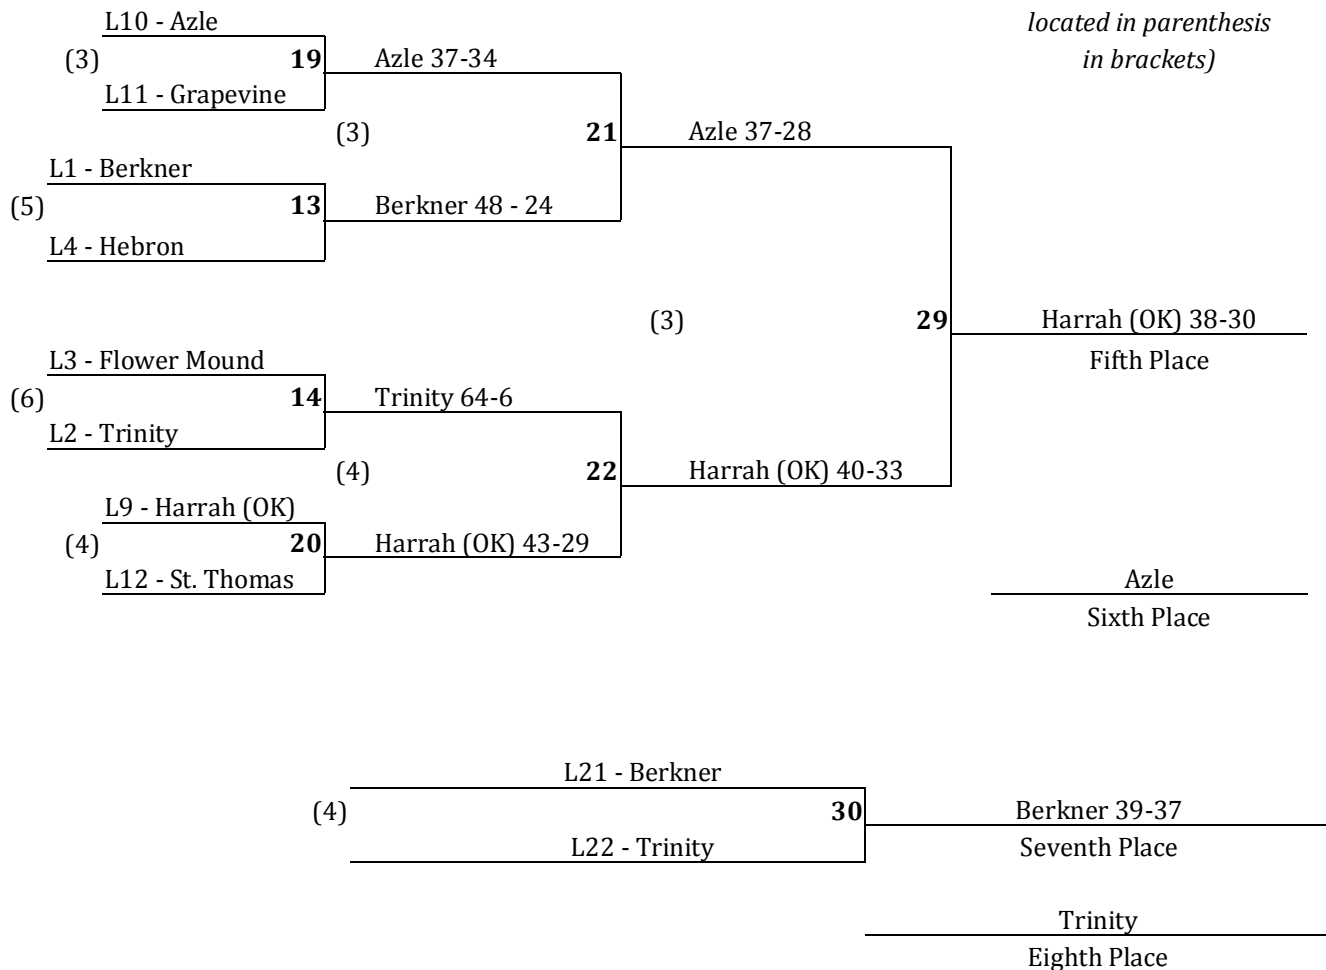 L10 - Azle
located in parenthesis
(3) 19 Azle 37-34
in brackets)
L11 - Grapevine
(3) 21 Azle 37-28
L1 - Berkner
(5) 13 Berkner 48 - 24
L4 - Hebron
(3) 29 Harrah (OK) 38-30
L3 - Flower Mound
Fifth Place
(6) 14 Trinity 64-6
L2 - Trinity
(4) 22 Harrah (OK) 40-33
L9 - Harrah (OK)
(4) 20 Harrah (OK) 43-29
L12 - St. Thomas
Azle
Sixth Place
L21 - Berkner
(4) 30 Berkner 39-37
L22 - Trinity
Seventh Place
Trinity
Eighth Place